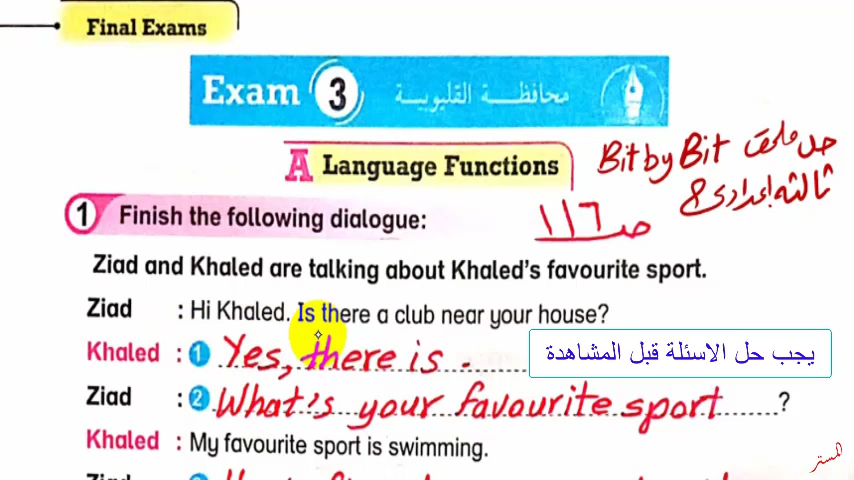 Final Exams
Exam 3 محافظة القليوبية
A Language Functions
حل ملحق Bit by Bit
ثالثه اعدادى
ص ١١٦
1 Finish the following dialogue:
Ziad and Khaled are talking about Khaled's favourite sport.
Ziad : Hi Khaled. Is there a club near your house?
Khaled : 1 Yes, there is .
يجب حل الاسئلة قبل المشاهدة
Ziad : 2 What's your favourite sport ?
Khaled : My favourite sport is swimming.
المستر